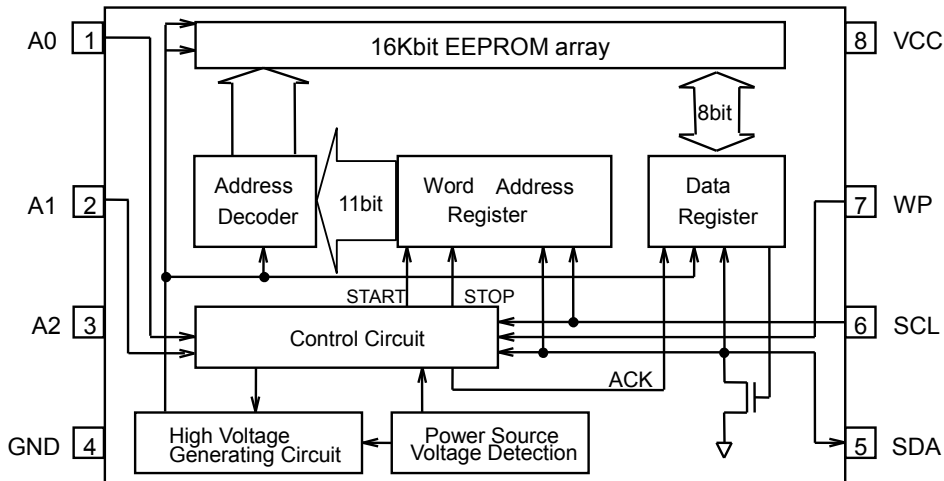 A0 1
16Kbit EEPROM array
8 VCC
8bit
A1 2
Address
Decoder
11bit
Word Address
Register
Data
Register
7 WP
START
STOP
A2 3
Control Circuit
6 SCL
ACK
GND 4
High Voltage
Generating Circuit
Power Source
Voltage Detection
5 SDA